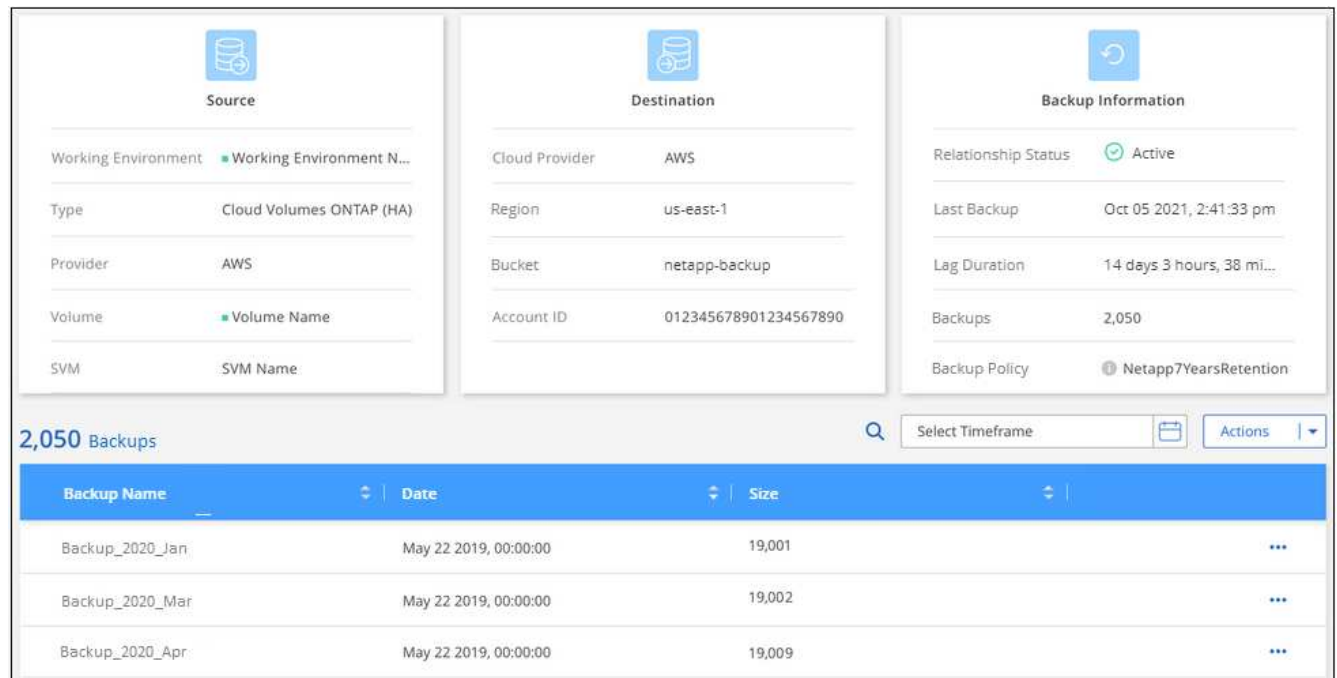 Source
Working Environment Working Environment N...
Type Cloud Volumes ONTAP (HA)
Provider AWS
Volume Volume Name
SVM SVM Name
Destination
Cloud Provider AWS
Region us-east-1
Bucket netapp-backup
Account ID 012345678901234567890
Backup Information
Relationship Status Active
Last Backup Oct 05 2021, 2:41:33 pm
Lag Duration 14 days 3 hours, 38 mi...
Backups 2,050
Backup Policy Netapp7YearsRetention
2,050 Backups
Select Timeframe
Actions
Backup Name Date Size
Backup_2020_Jan May 22 2019, 00:00:00 19,001
Backup_2020_Mar May 22 2019, 00:00:00 19,002
Backup_2020_Apr May 22 2019, 00:00:00 19,009